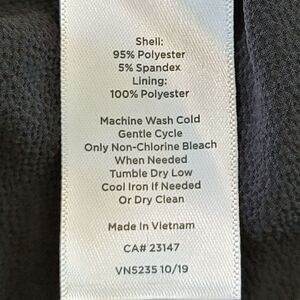 Shell:
95% Polyester
5% Spandex
Lining:
100% Polyester
Machine Wash Cold
Gentle Cycle
Only Non-Chlorine Bleach
When Needed
Tumble Dry Low
Cool Iron If Needed
Or Dry Clean
Made In Vietnam
CA# 23147
VN5235 10/19